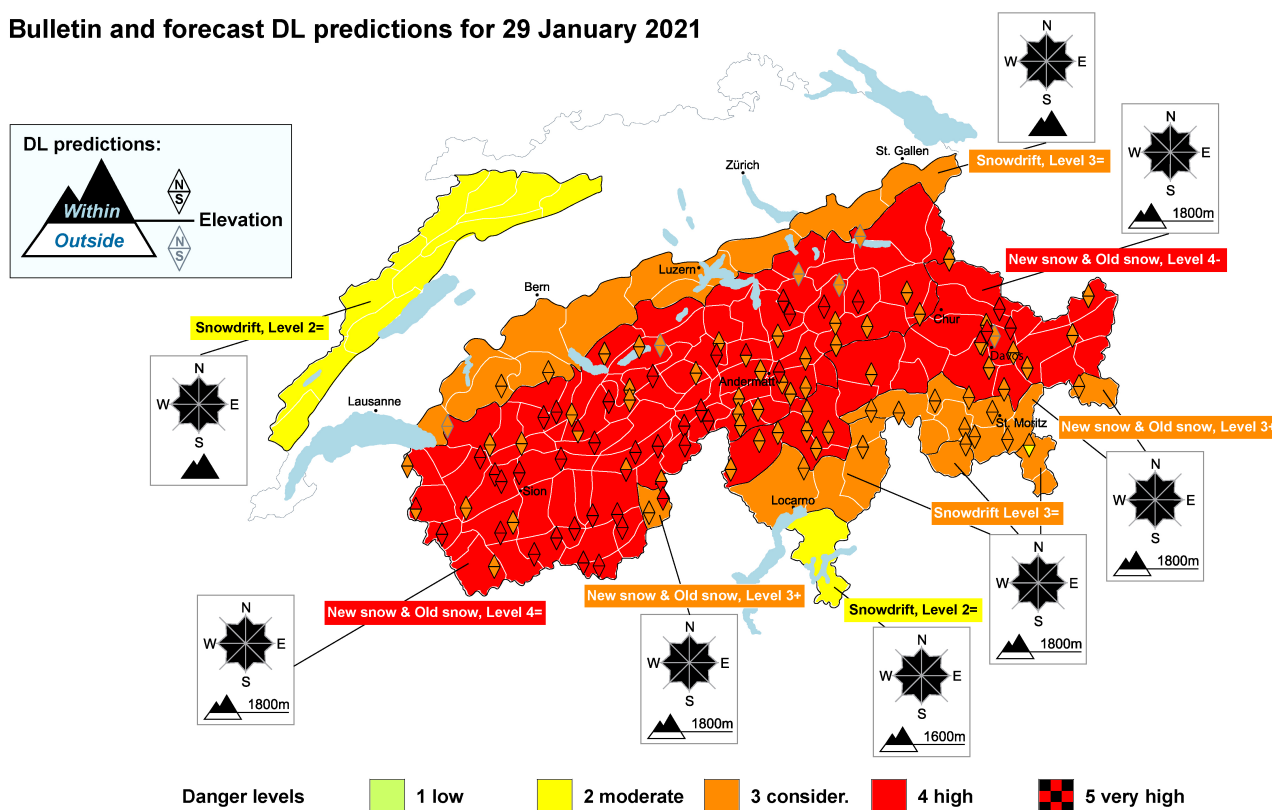 Bulletin and forecast DL predictions for 29 January 2021
DL predictions:
Within
Outside
N
S
N
S
Elevation
N
W E
S
Snowdrift, Level 3=
N
W E
S
1800m
New snow & Old snow, Level 4-
St. Gallen
Zürich
Luzern
Bern
Snowdrift, Level 2=
N
W E
S
Lausanne
Chur
Davos
Andermatt
St. Moritz
Sion
Locarno
New snow & Old snow, Level 3+
N
W E
S
1800m
Snowdrift Level 3=
N
W E
S
1800m
New snow & Old snow, Level 4=
N
W E
S
1800m
New snow & Old snow, Level 3+
N
W E
S
1800m
Snowdrift, Level 2=
N
W E
S
1600m
Danger levels 1 low 2 moderate 3 consider. 4 high 5 very high